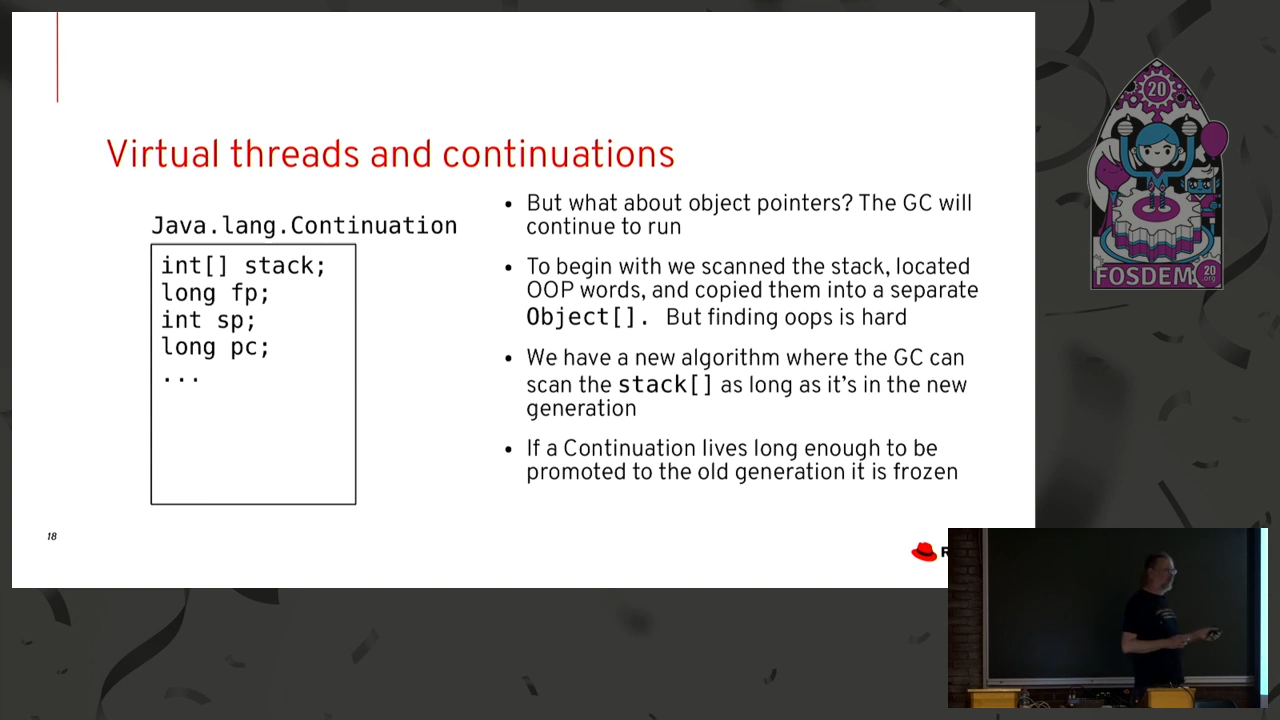 Virtual threads and continuations
Java.lang.Continuation
int[] stack;
long fp;
int sp;
long pc;
...
• But what about object pointers? The GC will
continue to run
• To begin with we scanned the stack, located
OOP words, and copied them into a separate
Object[]. But finding oops is hard
• We have a new algorithm where the GC can
scan the stack[] as long as it’s in the new
generation
• If a Continuation lives long enough to be
promoted to the old generation it is frozen
18
20
FOSDEM
20
.org